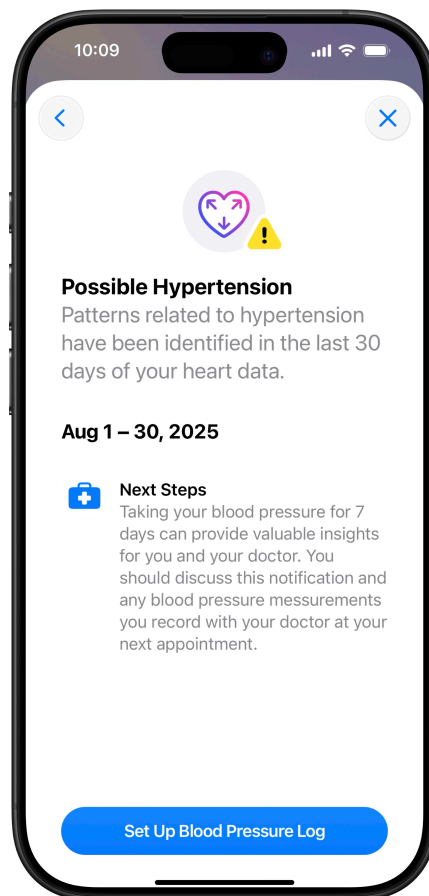 10:09
Possible Hypertension
Patterns related to hypertension
have been identified in the last 30
days of your heart data.
Aug 1 – 30, 2025
Next Steps
Taking your blood pressure for 7
days can provide valuable insights
for you and your doctor. You
should discuss this notification and
any blood pressure messurements
you record with your doctor at your
next appointment.
Set Up Blood Pressure Log